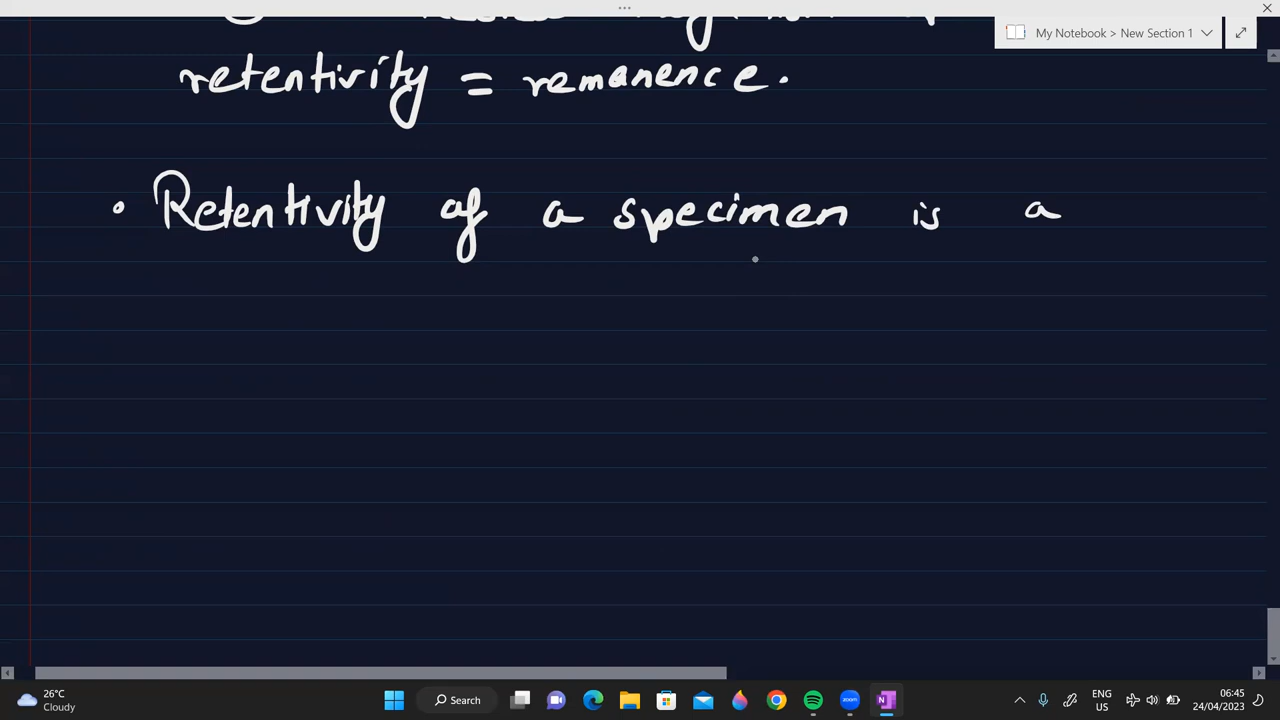 My Notebook > New Section 1
retentivity = remanence.
• Retentivity of a specimen is a
26°C
Cloudy
Search
zoom
ENG
US
06:45
24/04/2023